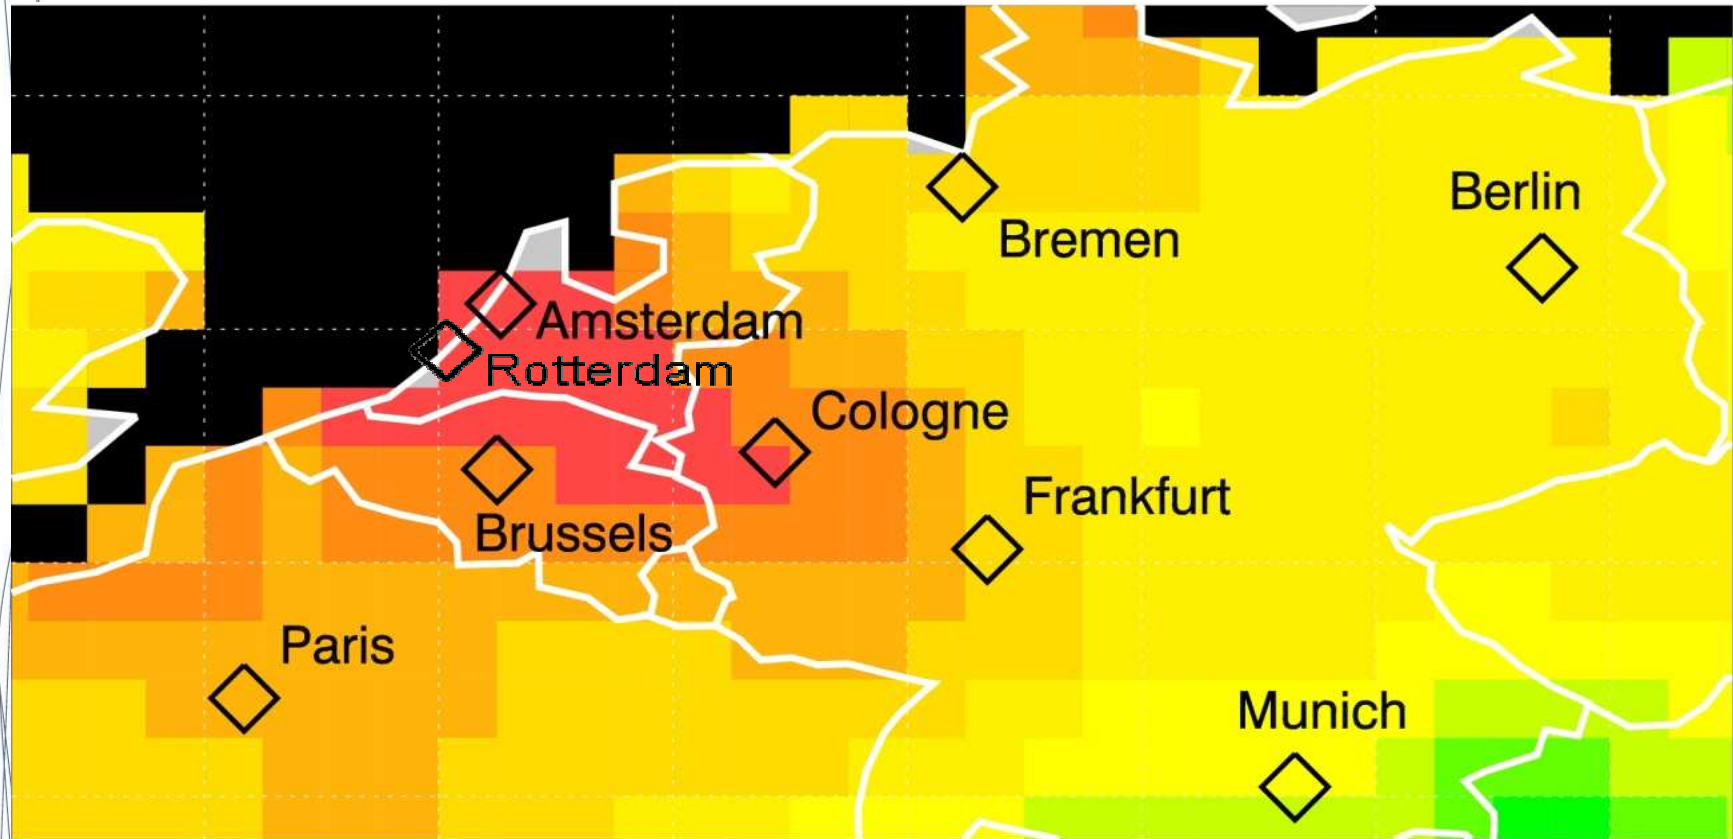 Berlin
Bremen
Amsterdam
Rotterdam
Cologne
Frankfurt
Brussels
Paris
Munich